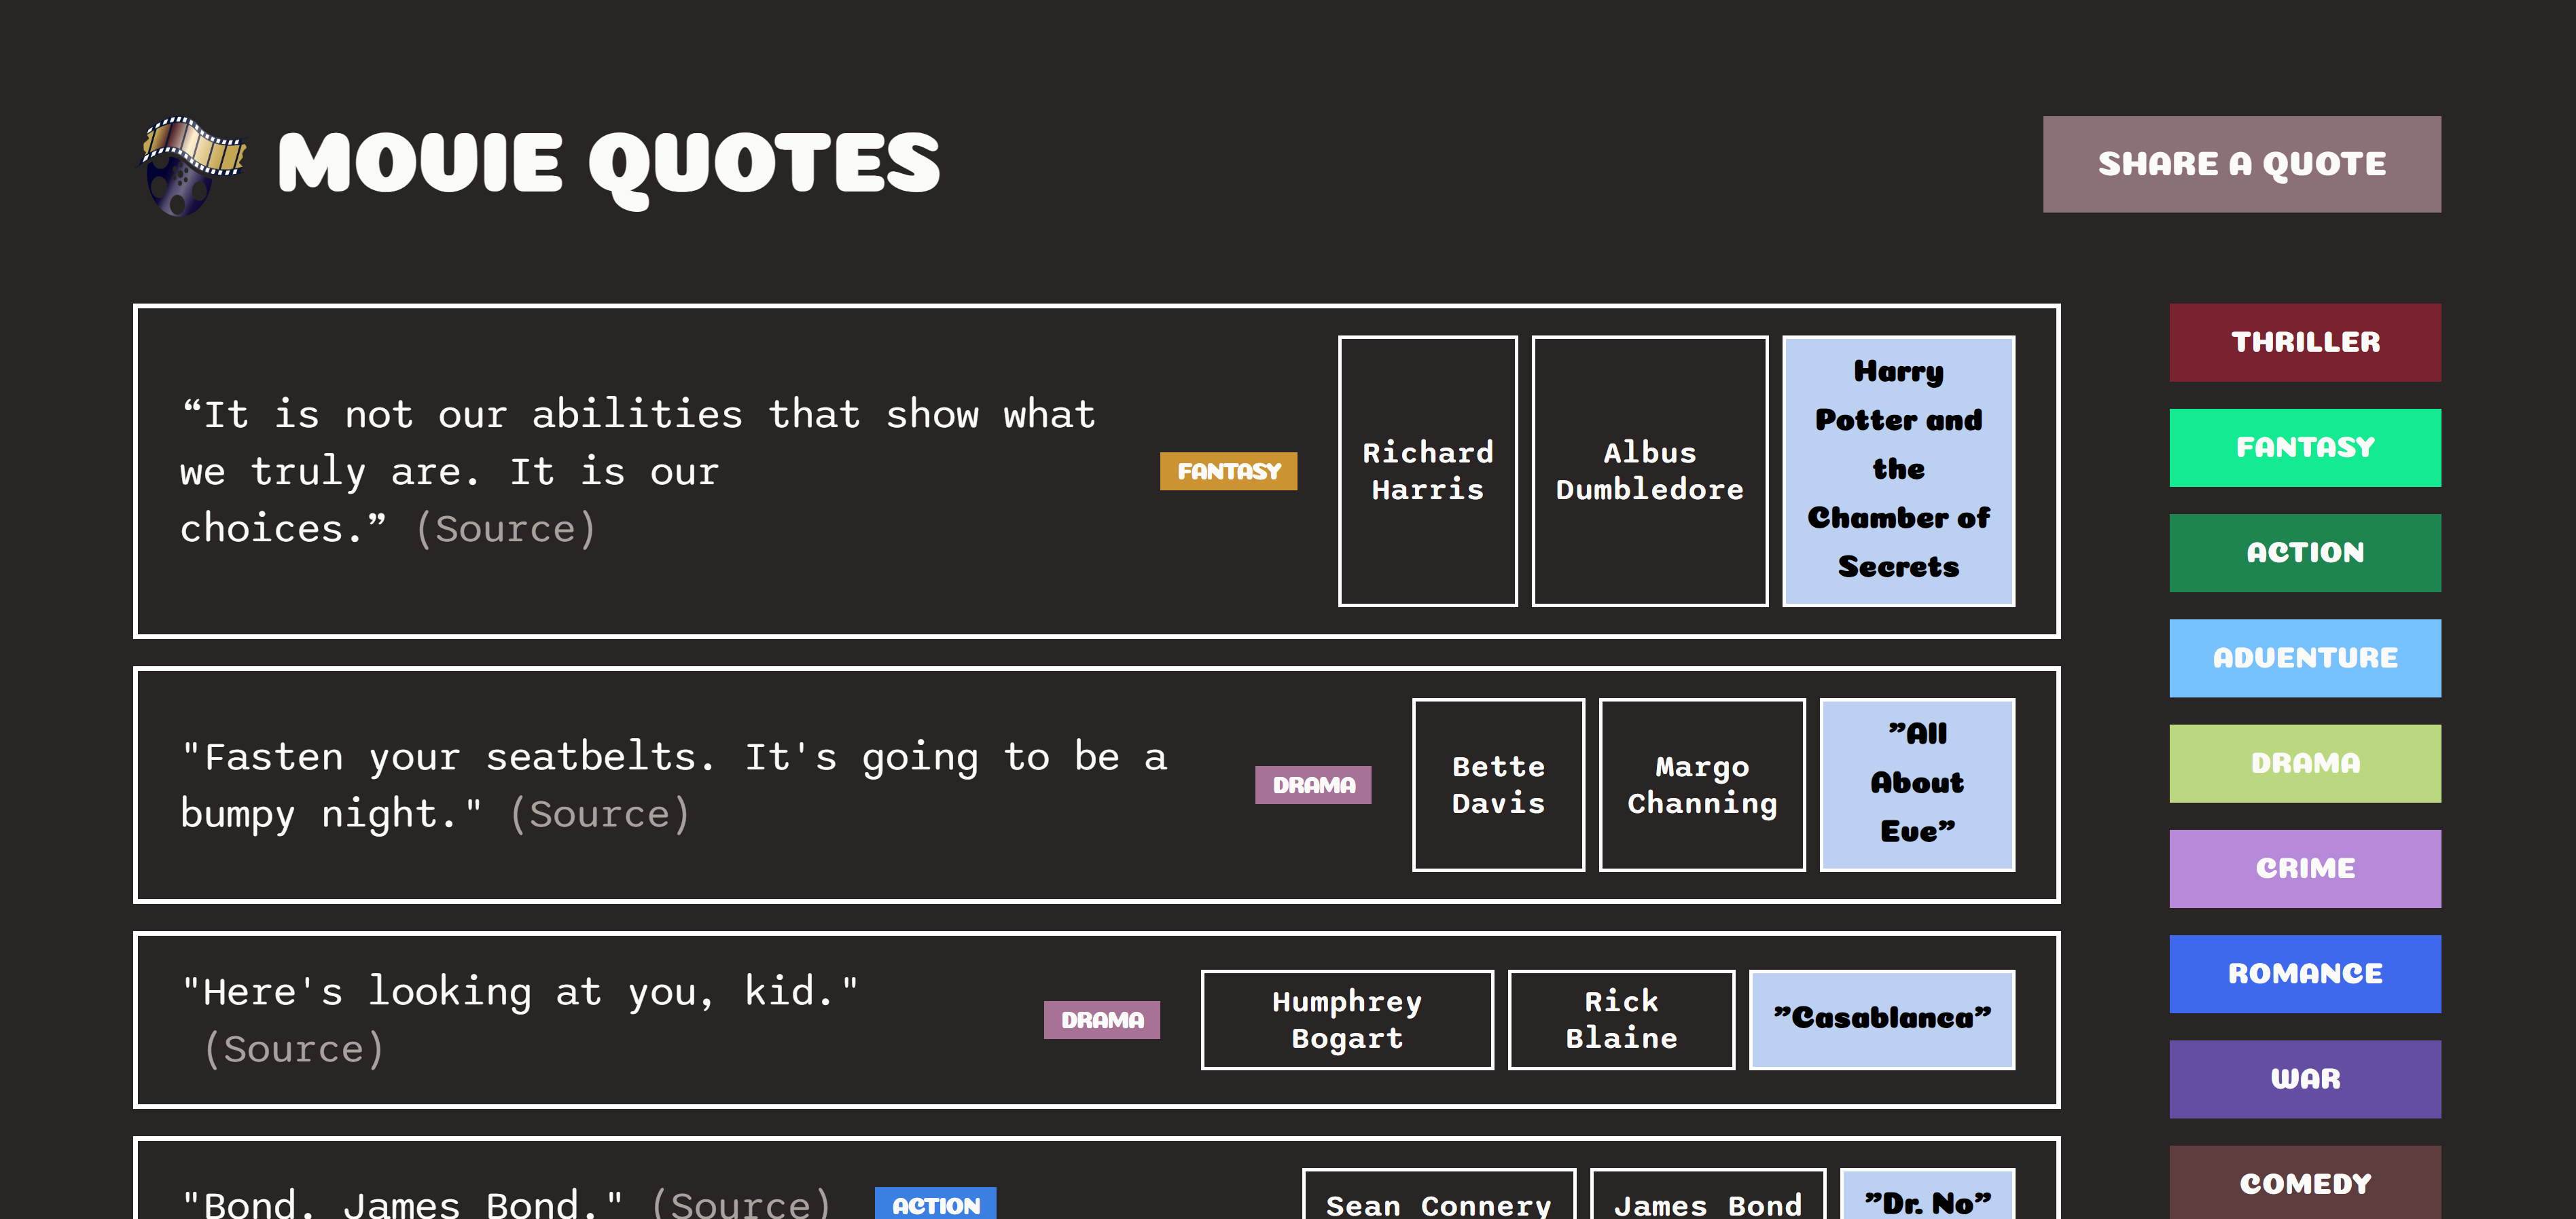 MOVIE QUOTES
SHARE A QUOTE
“It is not our abilities that show what
we truly are. It is our
choices.” (Source)
FANTASY
Richard
Harris
Albus
Dumbledore
Harry
Potter and
the
Chamber of
Secrets
"Fasten your seatbelts. It's going to be a
bumpy night." (Source)
DRAMA
Bette
Davis
Margo
Channing
”All
About
Eve”
"Here's looking at you, kid."
(Source)
DRAMA
Humphrey
Bogart
Rick
Blaine
”Casablanca”
"Bond. James Bond." (Source)
ACTION
Sean Connery
James Bond
”Dr. No”
THRILLER
FANTASY
ACTION
ADVENTURE
DRAMA
CRIME
ROMANCE
WAR
COMEDY